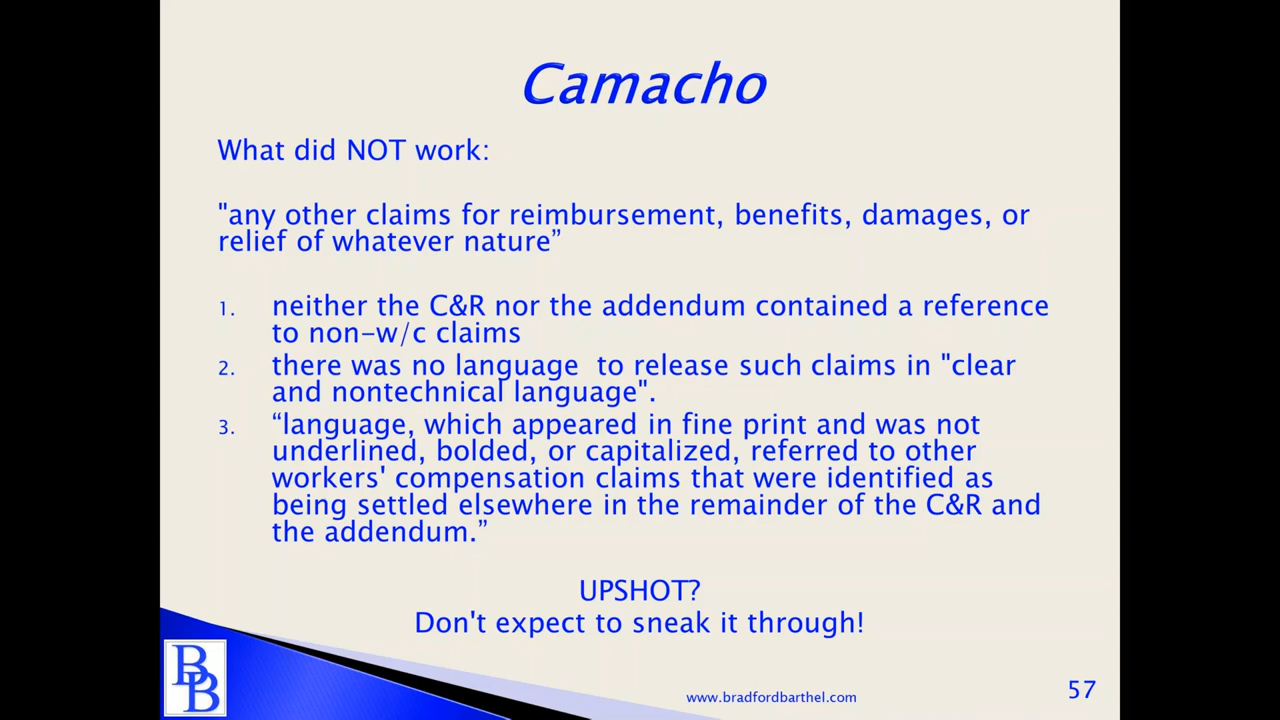 Camacho
What did NOT work:
"any other claims for reimbursement, benefits, damages, or
relief of whatever nature”
1. neither the C&R nor the addendum contained a reference
to non-w/c claims
2. there was no language  to release such claims in "clear
and nontechnical language".
3. “language, which appeared in fine print and was not
underlined, bolded, or capitalized, referred to other
workers' compensation claims that were identified as
being settled elsewhere in the remainder of the C&R and
the addendum.”
UPSHOT?
Don't expect to sneak it through!
BB
www.bradfordbarthel.com
57